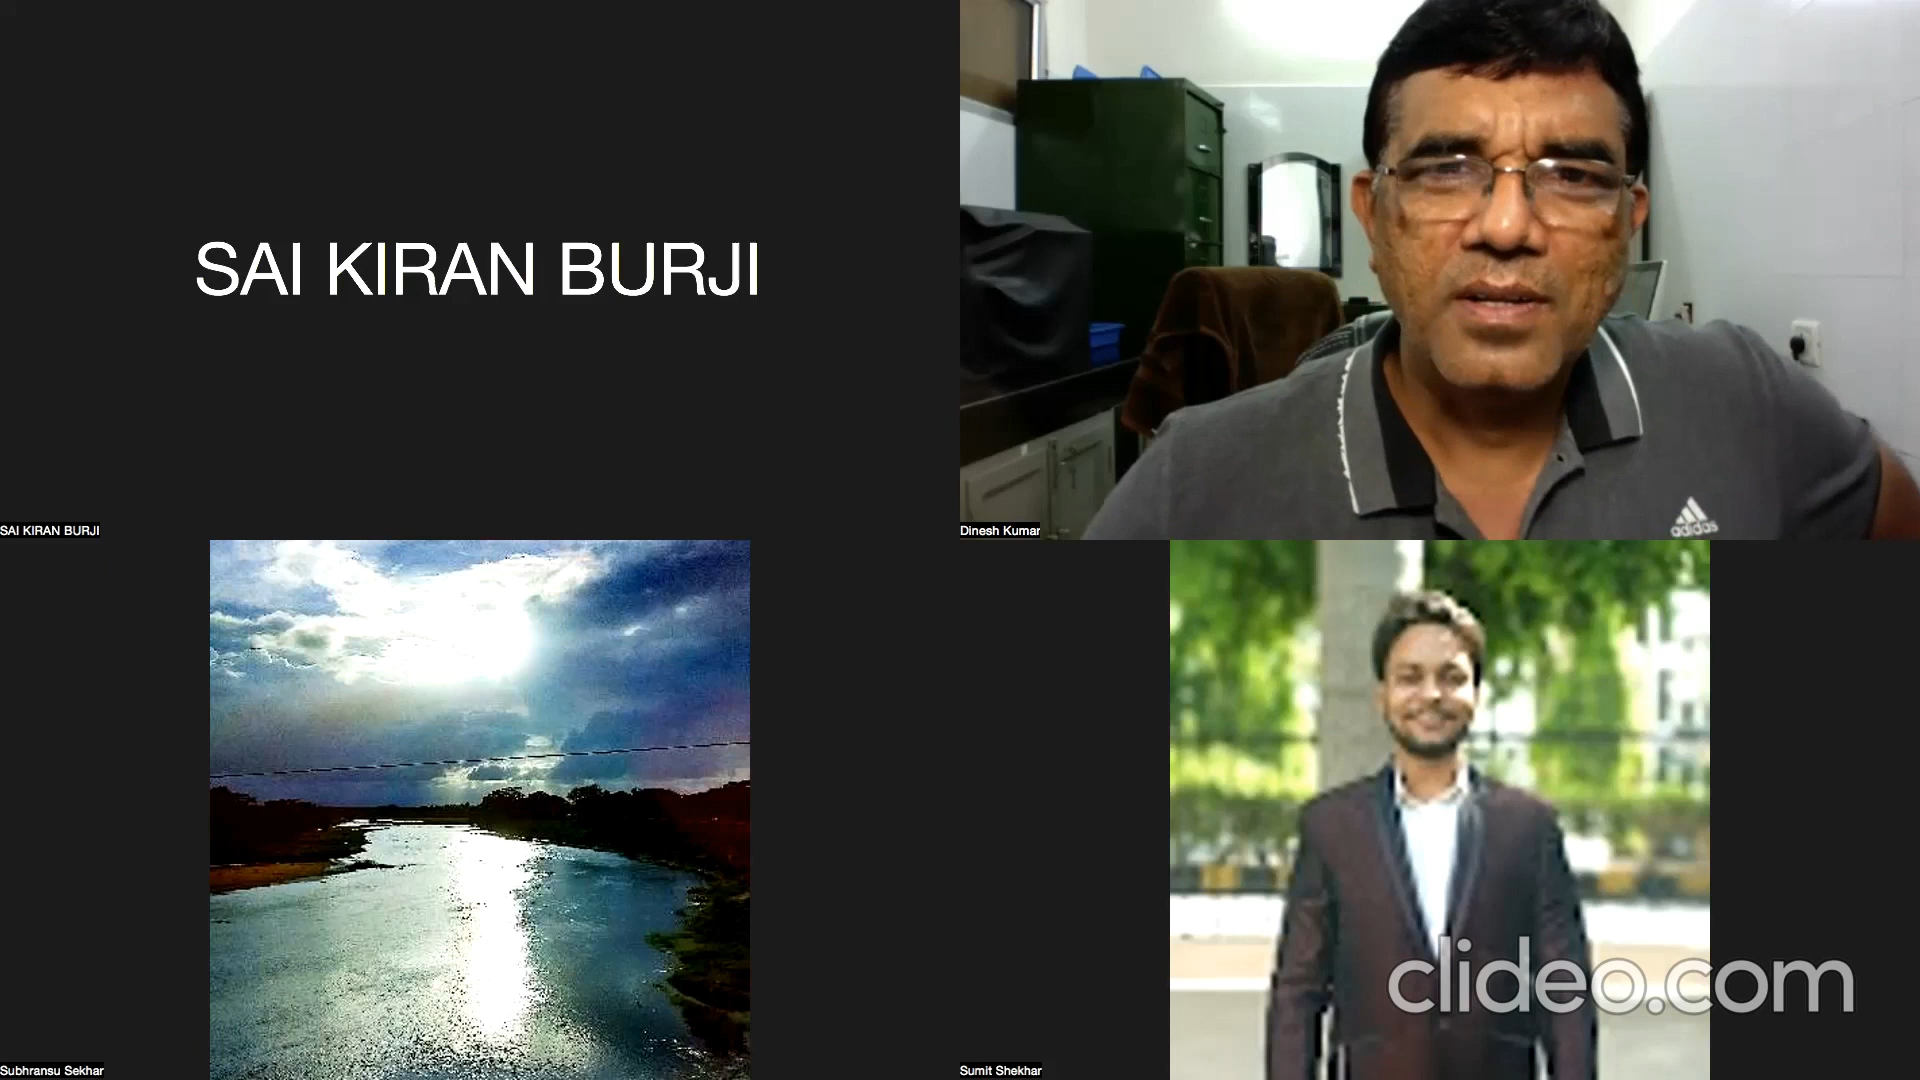 SAI KIRAN BURJI
SAI KIRAN BURJI
adidas
Dinesh Kumar
Subhransu Sekhar
clideo.com
Sumit Shekhar